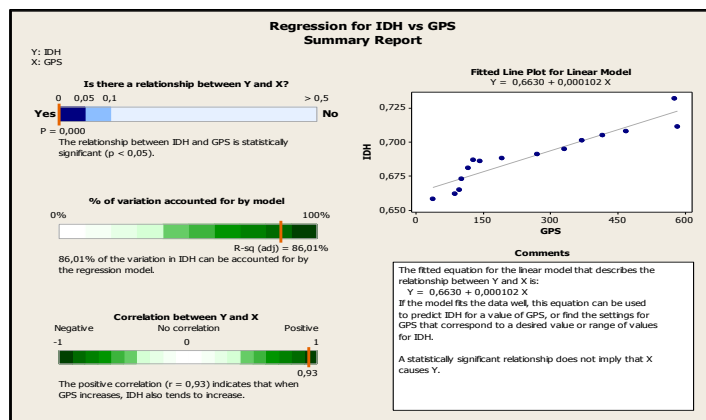 Regression for IDH vs GPS
Summary Report
Y: IDH
X: GPS
Is there a relationship between Y and X?
0 0,05 0,1 > 0,5
Yes No
P = 0,000
The relationship between IDH and GPS is statistically
significant (p < 0,05).
% of variation accounted for by model
0% 100%
R-sq (adj) = 86,01%
86,01% of the variation in IDH can be accounted for by
the regression model.
Correlation between Y and X
Negative No correlation Positive
-1 0 1
0,93
The positive correlation (r = 0,93) indicates that when
GPS increases, IDH also tends to increase.
Fitted Line Plot for Linear Model
Y = 0,6630 + 0,000102 X
0,725
0,700
0,675
0,650
IDH
0 150 300 450 600
GPS
Comments
The fitted equation for the linear model that describes the
relationship between Y and X is:
Y = 0,6630 + 0,000102 X
If the model fits the data well, this equation can be used
to predict IDH for a value of GPS, or find the settings for
GPS that correspond to a desired value or range of values
for IDH.
A statistically significant relationship does not imply that X
causes Y.